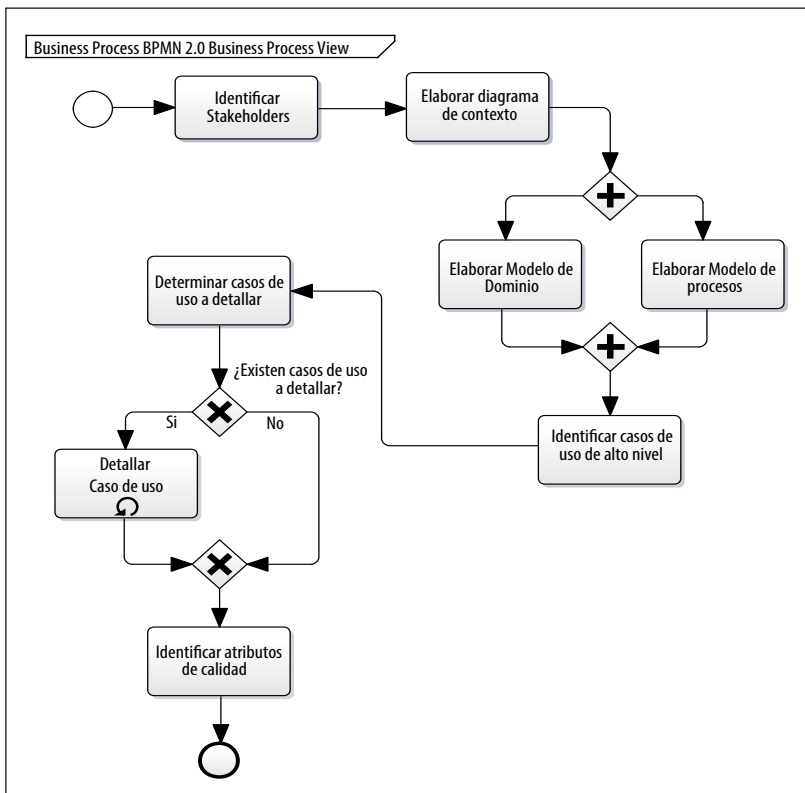 Business Process BPMN 2.0 Business Process View
Identificar
Stakeholders
Elaborar diagrama
de contexto
Elaborar Modelo de
Dominio
Elaborar Modelo de
procesos
Identificar casos de
uso de alto nivel
Determinar casos de
uso a detallar
¿Existen casos de uso
a detallar?
Si
No
Detallar
Caso de uso
Identificar atributos
de calidad